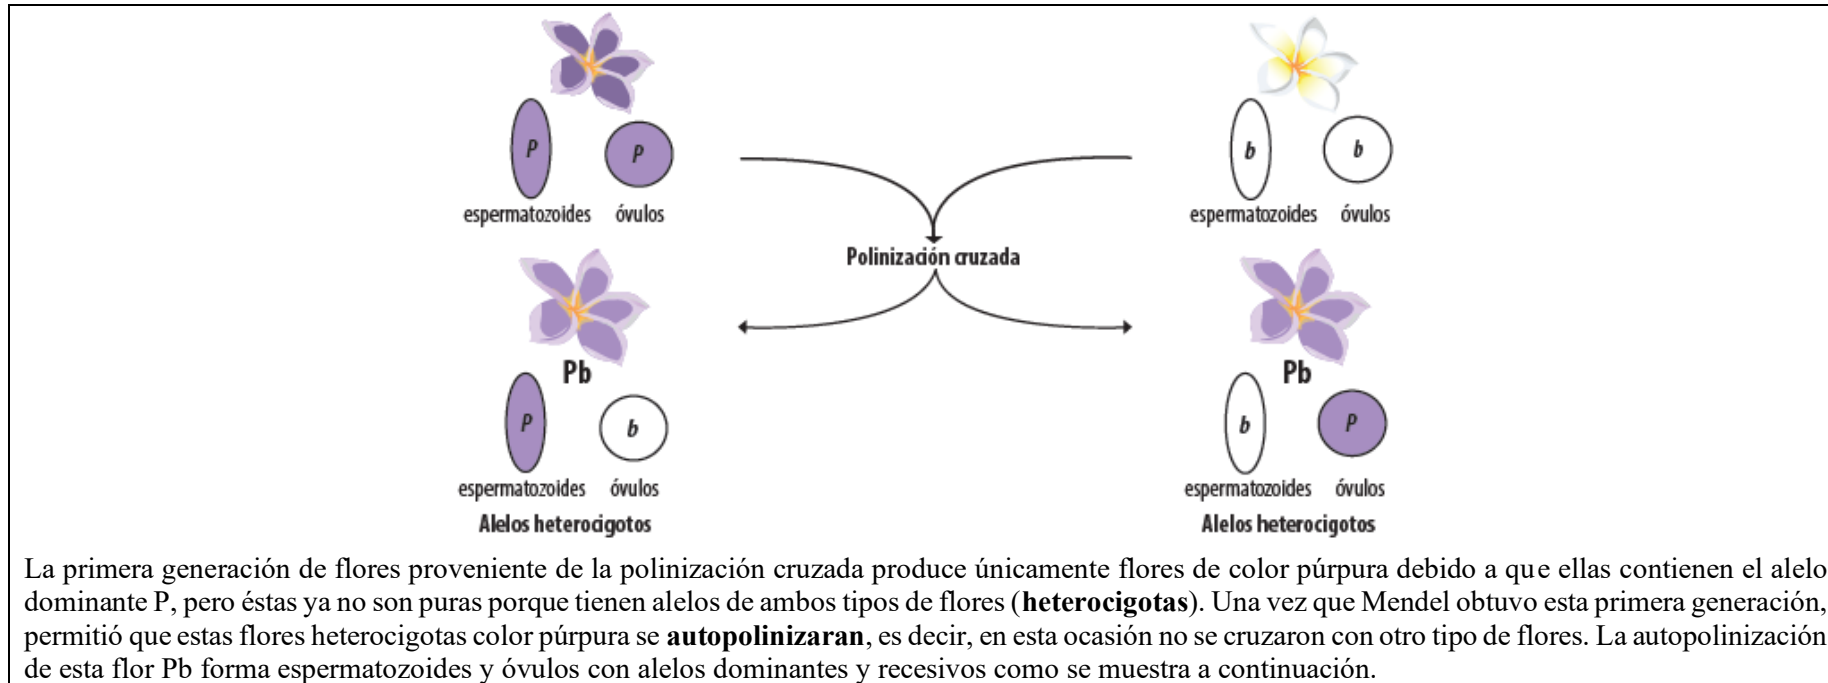 P
P
b
b
espermatozoides óvulos
espermatozoides óvulos
Polinización cruzada
Pb
Pb
P
b
b
P
espermatozoides óvulos
espermatozoides óvulos
Alelos heterocigotos
Alelos heterocigotos
La primera generación de flores proveniente de la polinización cruzada produce únicamente flores de color púrpura debido a que ellas contienen el alelo
dominante P, pero éstas ya no son puras porque tienen alelos de ambos tipos de flores (heterocigotas). Una vez que Mendel obtuvo esta primera generación,
permitió que estas flores heterocigotas color púrpura se autopolinizaran, es decir, en esta ocasión no se cruzaron con otro tipo de flores. La autopolinización
de esta flor Pb forma espermatozoides y óvulos con alelos dominantes y recesivos como se muestra a continuación.